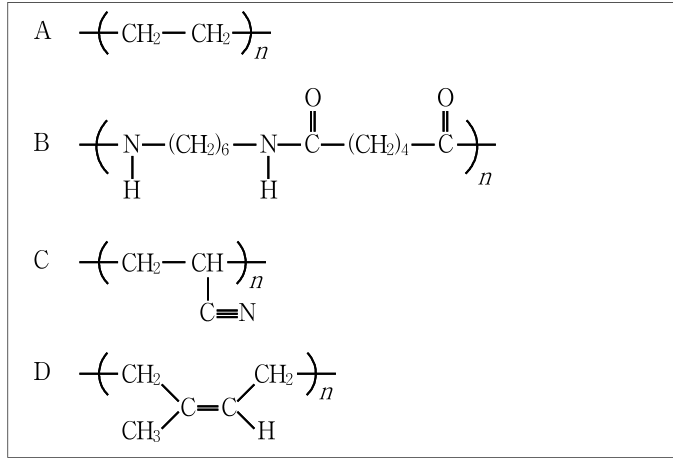 A —(CH₂—CH₂)—n
O O
B —(N—(CH₂)₆—N—C—(CH₂)₄—C)—n
H H
C —(CH₂—CH)—n
C≡N
D —(CH₂ CH₂)—n
C=C
CH₃ H